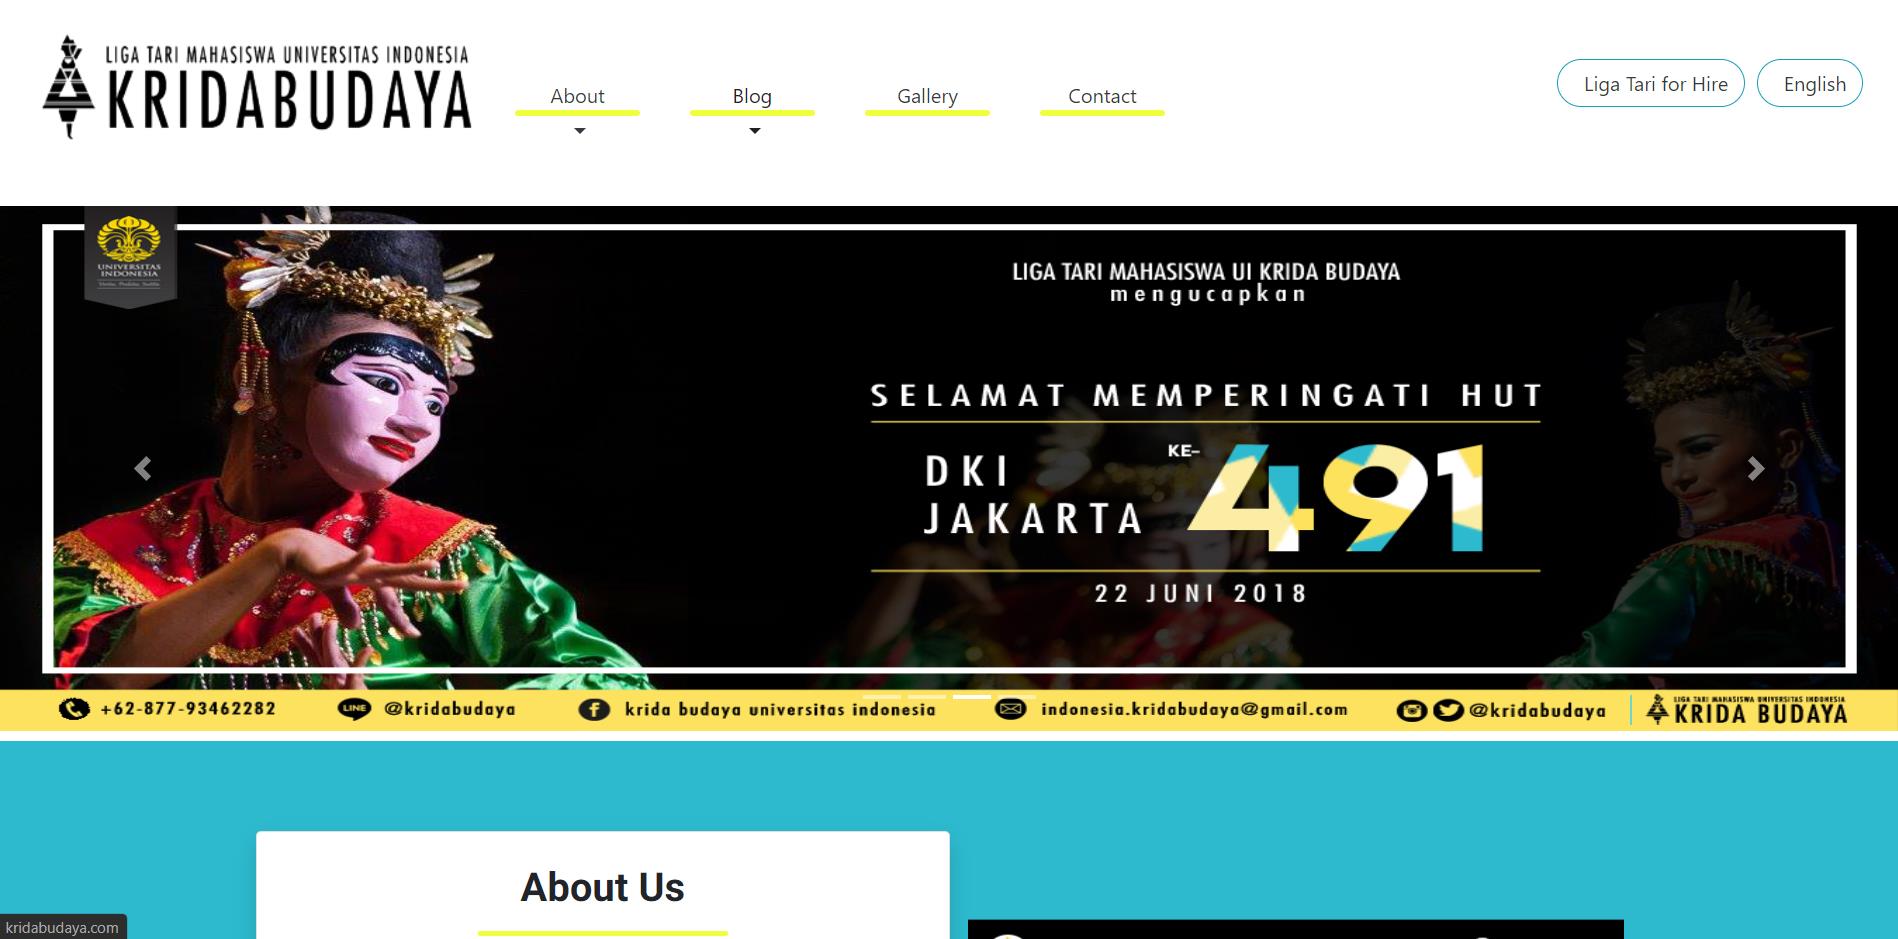 LIGA TARI MAHASISWA UNIVERSITAS INDONESIA
KRIDABUDAYA
About
Blog
Gallery
Contact
Liga Tari for Hire
English
UNIVERSITAS
INDONESIA
LIGA TARI MAHASISWA UI KRIDA BUDAYA
mengucapkan
SELAMAT MEMPERINGATI HUT
DKI
JAKARTA
KE-
491
22 JUNI 2018
+62-877-93462282
LINE
@kridabudaya
krida budaya universitas indonesia
indonesia.kridabudaya@gmail.com
@kridabudaya
LIGA TARI MAHASISWA UNIVERSITAS INDONESIA
KRIDA BUDAYA
About Us
kridabudaya.com